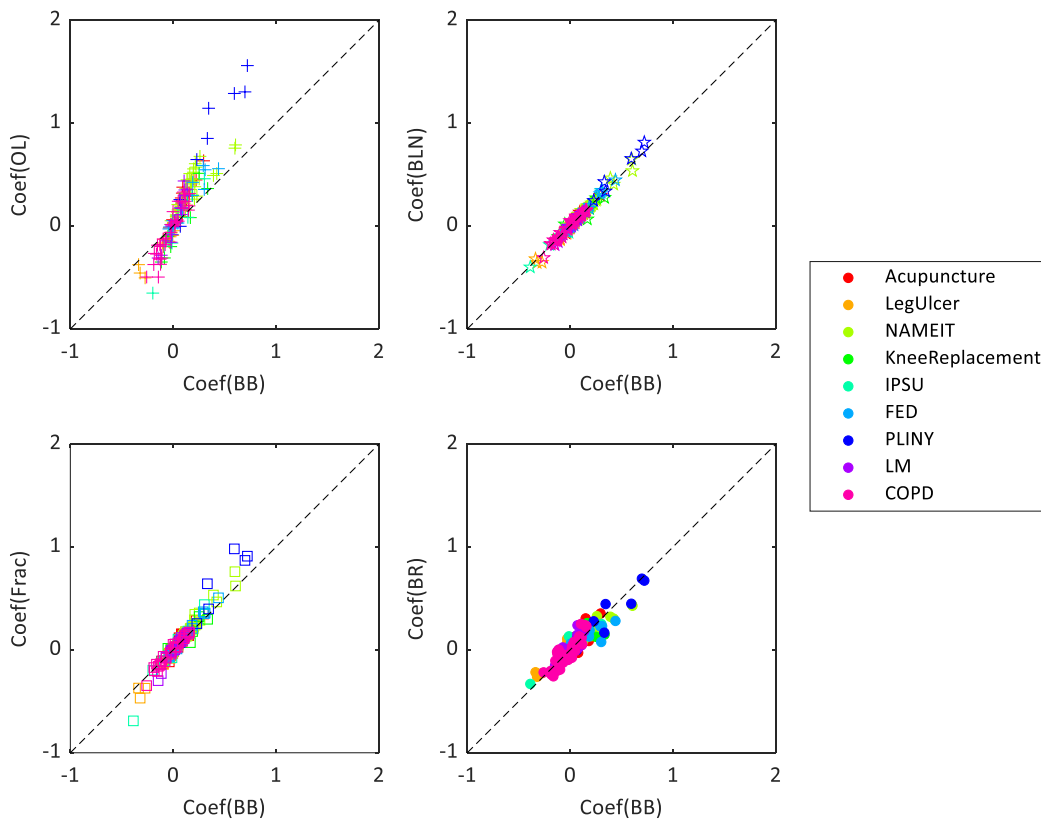 2
1
0
-1
-1 0 1 2
Coef(OL)
Coef(BB)
2
1
0
-1
-1 0 1 2
Coef(BLN)
Coef(BB)
Acupuncture
LegUlcer
NAMEIT
KneeReplacement
IPSU
FED
PLINY
LM
COPD
2
1
0
-1
-1 0 1 2
Coef(Frac)
Coef(BB)
2
1
0
-1
-1 0 1 2
Coef(BR)
Coef(BB)